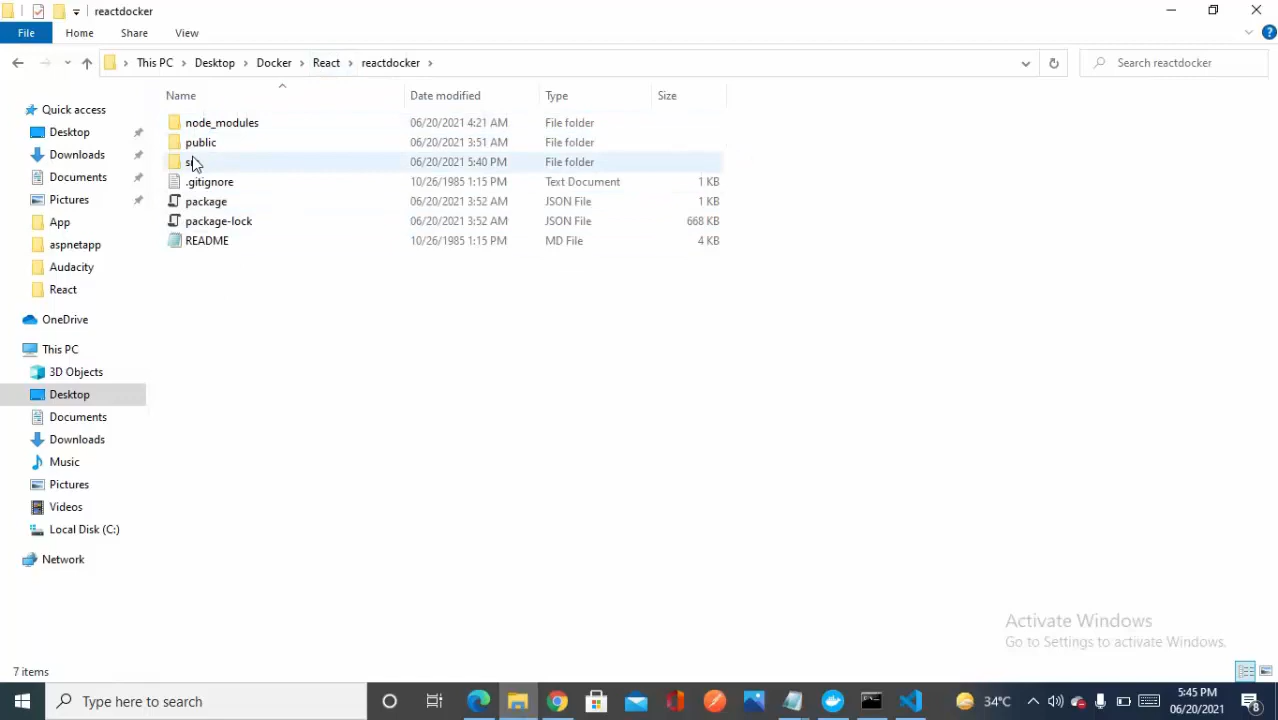 reactdocker
File Home Share View
This PC Desktop Docker React reactdocker Search reactdocker
Name Date modified Type Size
Quick access
Desktop
Downloads
Documents
Pictures
App
aspnetapp
Audacity
React
OneDrive
This PC
3D Objects
Desktop
Documents
Downloads
Music
Pictures
Videos
Local Disk (C:)
Network
node_modules 06/20/2021 4:21 AM File folder
public 06/20/2021 3:51 AM File folder
06/20/2021 5:40 PM File folder
.gitignore 10/26/1985 1:15 PM Text Document 1 KB
package 06/20/2021 3:52 AM JSON File 1 KB
package-lock 06/20/2021 3:52 AM JSON File 668 KB
README 10/26/1985 1:15 PM MD File 4 KB
Activate Windows
Go to Settings to activate Windows.
7 items
Type here to search
34°C
5:45 PM
06/20/2021
8